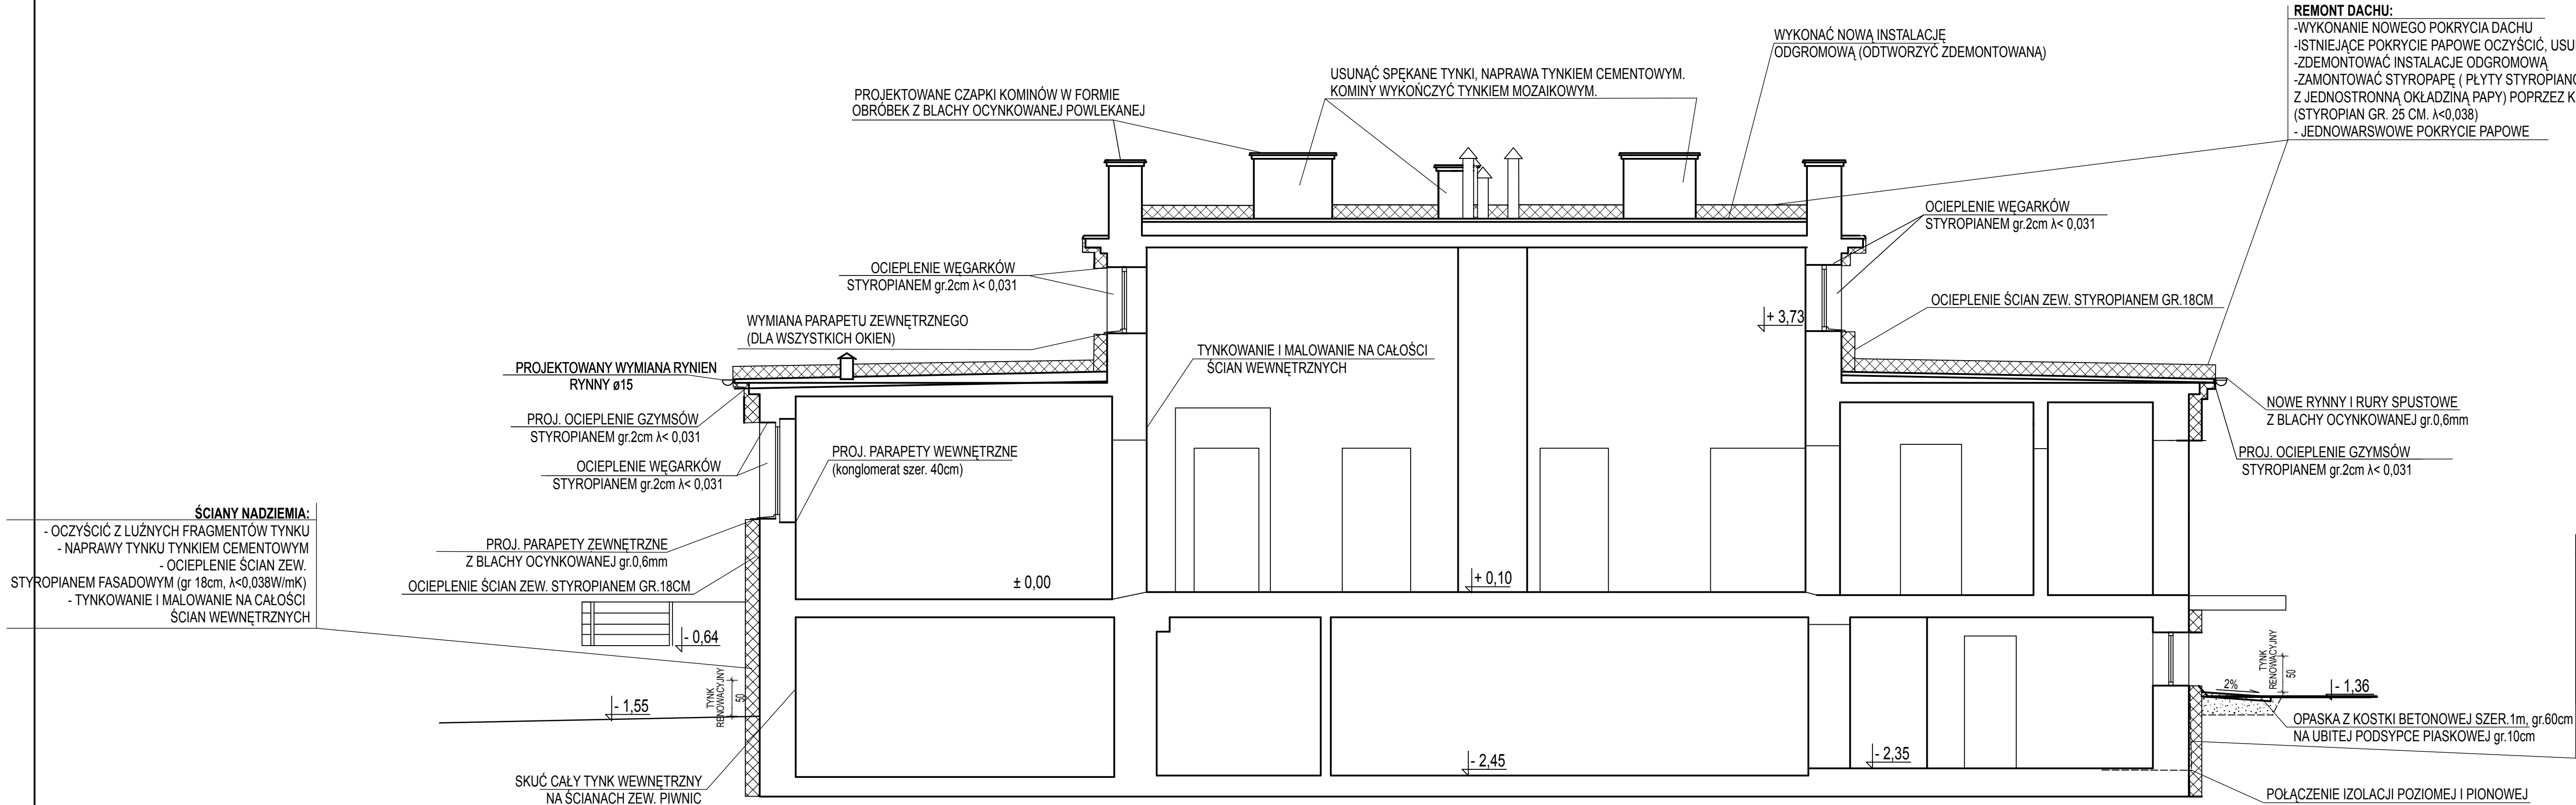 REMONT DACHU:
-WYKONANIE NOWEGO POKRYCIA DACHU
-ISTNIEJĄCE POKRYCIE PAPOWE OCZYŚCIĆ, USU
-ZDEMONTOWAĆ INSTALACJE ODGROMOWĄ
-ZAMONTOWAĆ STYROPAPĘ ( PŁYTY STYROPIANO
Z JEDNOSTRONNĄ OKŁADZINĄ PAPY) POPRZEZ K
(STYROPIAN GR. 25 CM. λ<0,038)
- JEDNOWARSWOWE POKRYCIE PAPOWE
WYKONAĆ NOWĄ INSTALACJĘ
ODGROMOWĄ (ODTWORZYĆ ZDEMONTOWANĄ)
USUNĄĆ SPĘKANE TYNKI, NAPRAWA TYNKIEM CEMENTOWYM.
KOMINY WYKOŃCZYĆ TYNKIEM MOZAIKOWYM.
PROJEKTOWANE CZAPKI KOMINÓW W FORMIE
OBRÓBEK Z BLACHY OCYNKOWANEJ POWLEKANEJ
OCIEPLENIE WĘGARKÓW
STYROPIANEM gr.2cm λ< 0,031
OCIEPLENIE WĘGARKÓW
STYROPIANEM gr.2cm λ< 0,031
OCIEPLENIE ŚCIAN ZEW. STYROPIANEM GR.18CM
+ 3,73
WYMIANA PARAPETU ZEWNĘTRZNEGO
(DLA WSZYSTKICH OKIEN)
TYNKOWANIE I MALOWANIE NA CAŁOŚCI
ŚCIAN WEWNĘTRZNYCH
PROJEKTOWANY WYMIANA RYNIEN
RYNNY ø15
NOWE RYNNY I RURY SPUSTOWE
Z BLACHY OCYNKOWANEJ gr.0,6mm
PROJ. OCIEPLENIE GZYMSÓW
STYROPIANEM gr.2cm λ< 0,031
PROJ. PARAPETY WEWNĘTRZNE
(konglomerat szer. 40cm)
PROJ. OCIEPLENIE GZYMSÓW
STYROPIANEM gr.2cm λ< 0,031
OCIEPLENIE WĘGARKÓW
STYROPIANEM gr.2cm λ< 0,031
ŚCIANY NADZIEMIA:
- OCZYŚCIĆ Z LUŹNYCH FRAGMENTÓW TYNKU
- NAPRAWY TYNKU TYNKIEM CEMENTOWYM
- OCIEPLENIE ŚCIAN ZEW.
STYROPIANEM FASADOWYM (gr 18cm, λ<0,038W/mK)
- TYNKOWANIE I MALOWANIE NA CAŁOŚCI
ŚCIAN WEWNĘTRZNYCH
PROJ. PARAPETY ZEWNĘTRZNE
Z BLACHY OCYNKOWANEJ gr.0,6mm
OCIEPLENIE ŚCIAN ZEW. STYROPIANEM GR.18CM
± 0,00
+ 0,10
- 0,64
TYNK
RENOWACYJNY
50
- 1,55
TYNK
RENOWACYJNY
50
2%
- 1,36
OPASKA Z KOSTKI BETONOWEJ SZER.1m, gr.60cm
NA UBITEJ PODSYPCE PIASKOWEJ gr.10cm
- 2,45
- 2,35
SKUĆ CAŁY TYNK WEWNĘTRZNY
NA ŚCIANACH ZEW. PIWNIC
POŁĄCZENIE IZOLACJI POZIOMEJ I PIONOWEJ